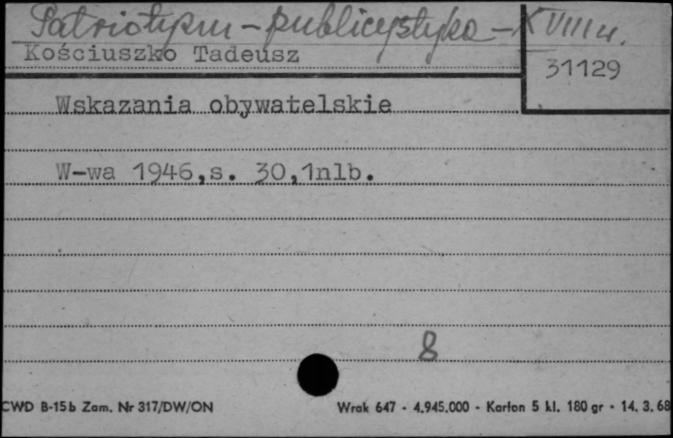 Patriotyzm - publicystyka - XVIII w.
Kościuszko Tadeusz
31129
Wskazania obywatelskie
W-wa 1946,s. 30,1nlb.
8
CWD B-15b Zam. Nr 317/DW/ON
Wrak 647 - 4.945.000 - Karton 5 kl. 180 gr - 14. 3. 68